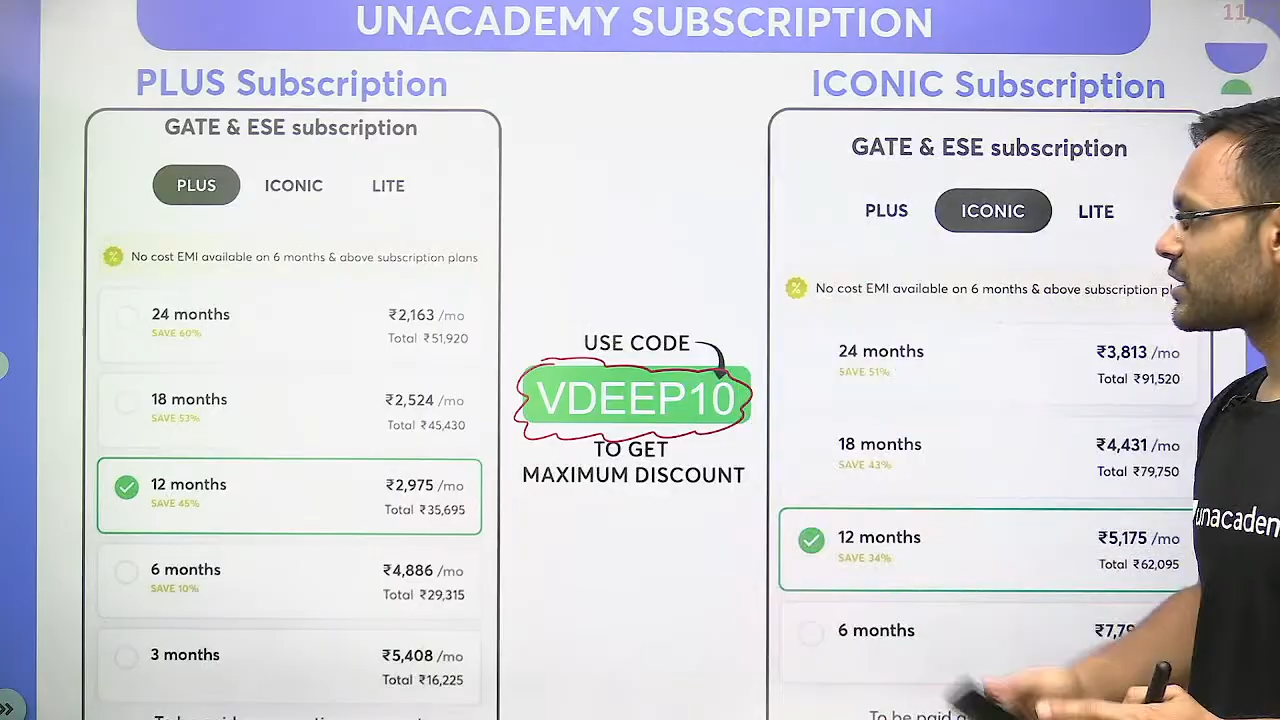 UNACADEMY SUBSCRIPTION
PLUS Subscription
GATE & ESE subscription
PLUS ICONIC LITE
No cost EMI available on 6 months & above subscription plans
24 months ₹2,163 /mo
SAVE 60% Total ₹51,920
18 months ₹2,524 /mo
SAVE 53% Total ₹45,430
12 months ₹2,975 /mo
SAVE 45% Total ₹35,695
6 months ₹4,886 /mo
SAVE 10% Total ₹29,315
3 months ₹5,408 /mo
Total ₹16,225
USE CODE
VDEEP10
TO GET
MAXIMUM DISCOUNT
ICONIC Subscription
GATE & ESE subscription
PLUS ICONIC LITE
No cost EMI available on 6 months & above subscription
24 months ₹3,813 /mo
SAVE 51% Total ₹91,520
18 months ₹4,431 /mo
SAVE 43% Total ₹79,750
12 months ₹5,175 /mo
SAVE 34% Total ₹62,095
6 months
To be paid
unacadem